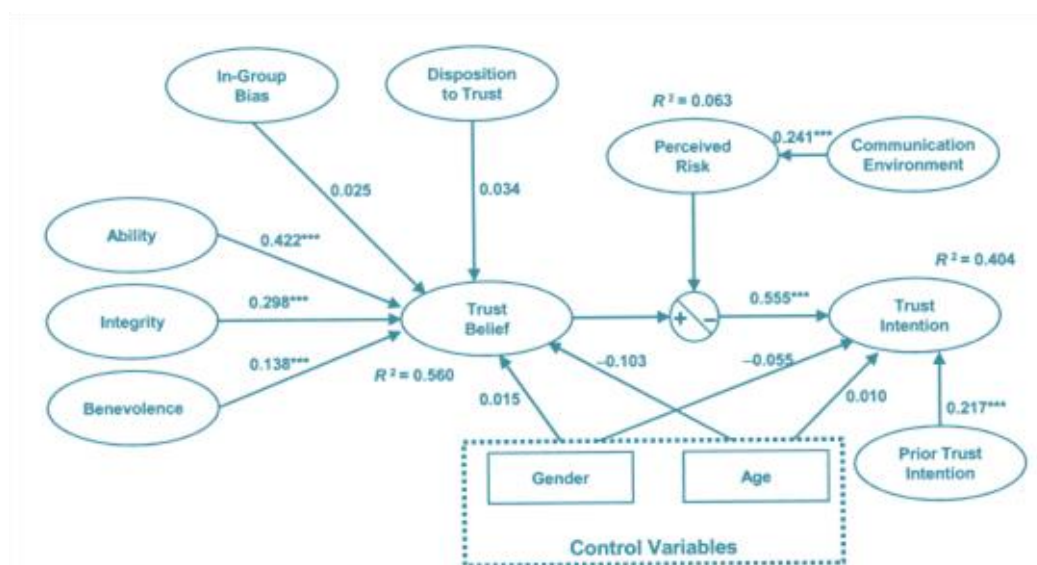 In-Group
Bias
Disposition
to Trust
R² = 0.063
Perceived
Risk
0.241***
Communication
Environment
0.025
0.034
Ability
0.422***
R² = 0.404
Integrity
0.298***
Trust
Belief
+
−
0.555***
Trust
Intention
Benevolence
0.138***
R² = 0.560
−0.103
−0.055
0.015
0.010
0.217***
Gender
Age
Prior Trust
Intention
Control Variables